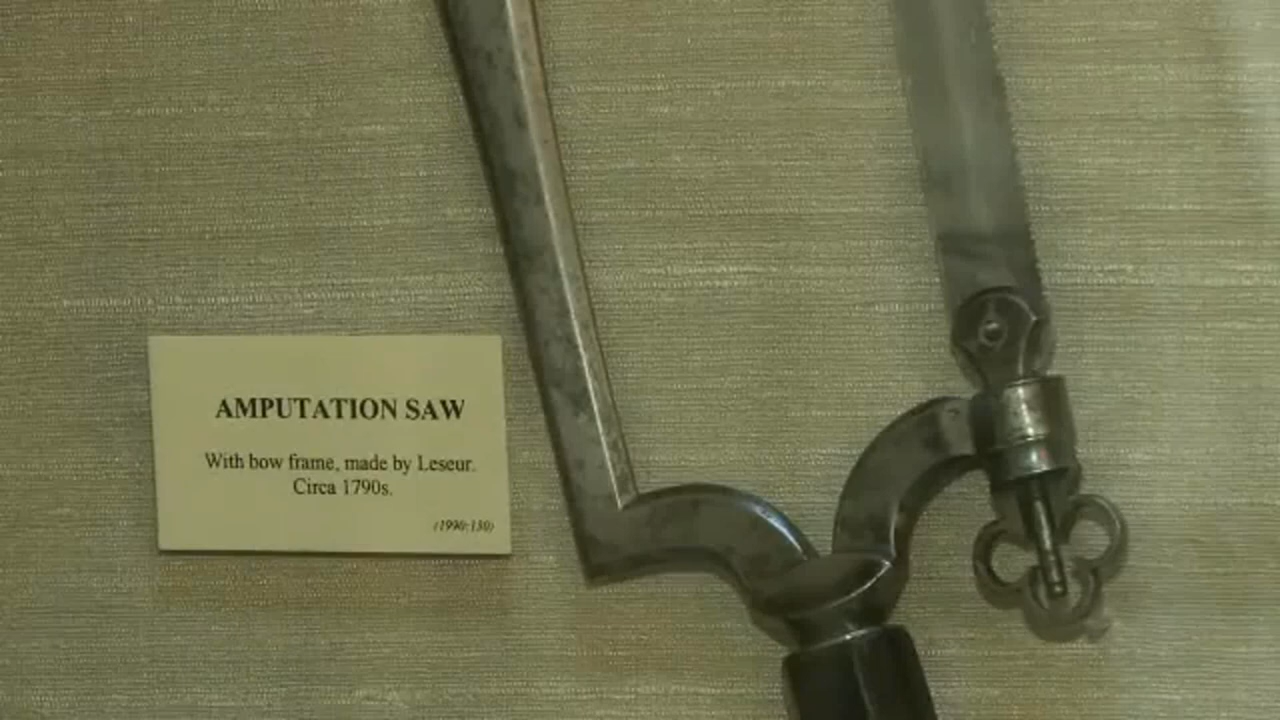 AMPUTATION SAW
With bow frame, made by Leseur.
Circa 1790s.
(1990:130)